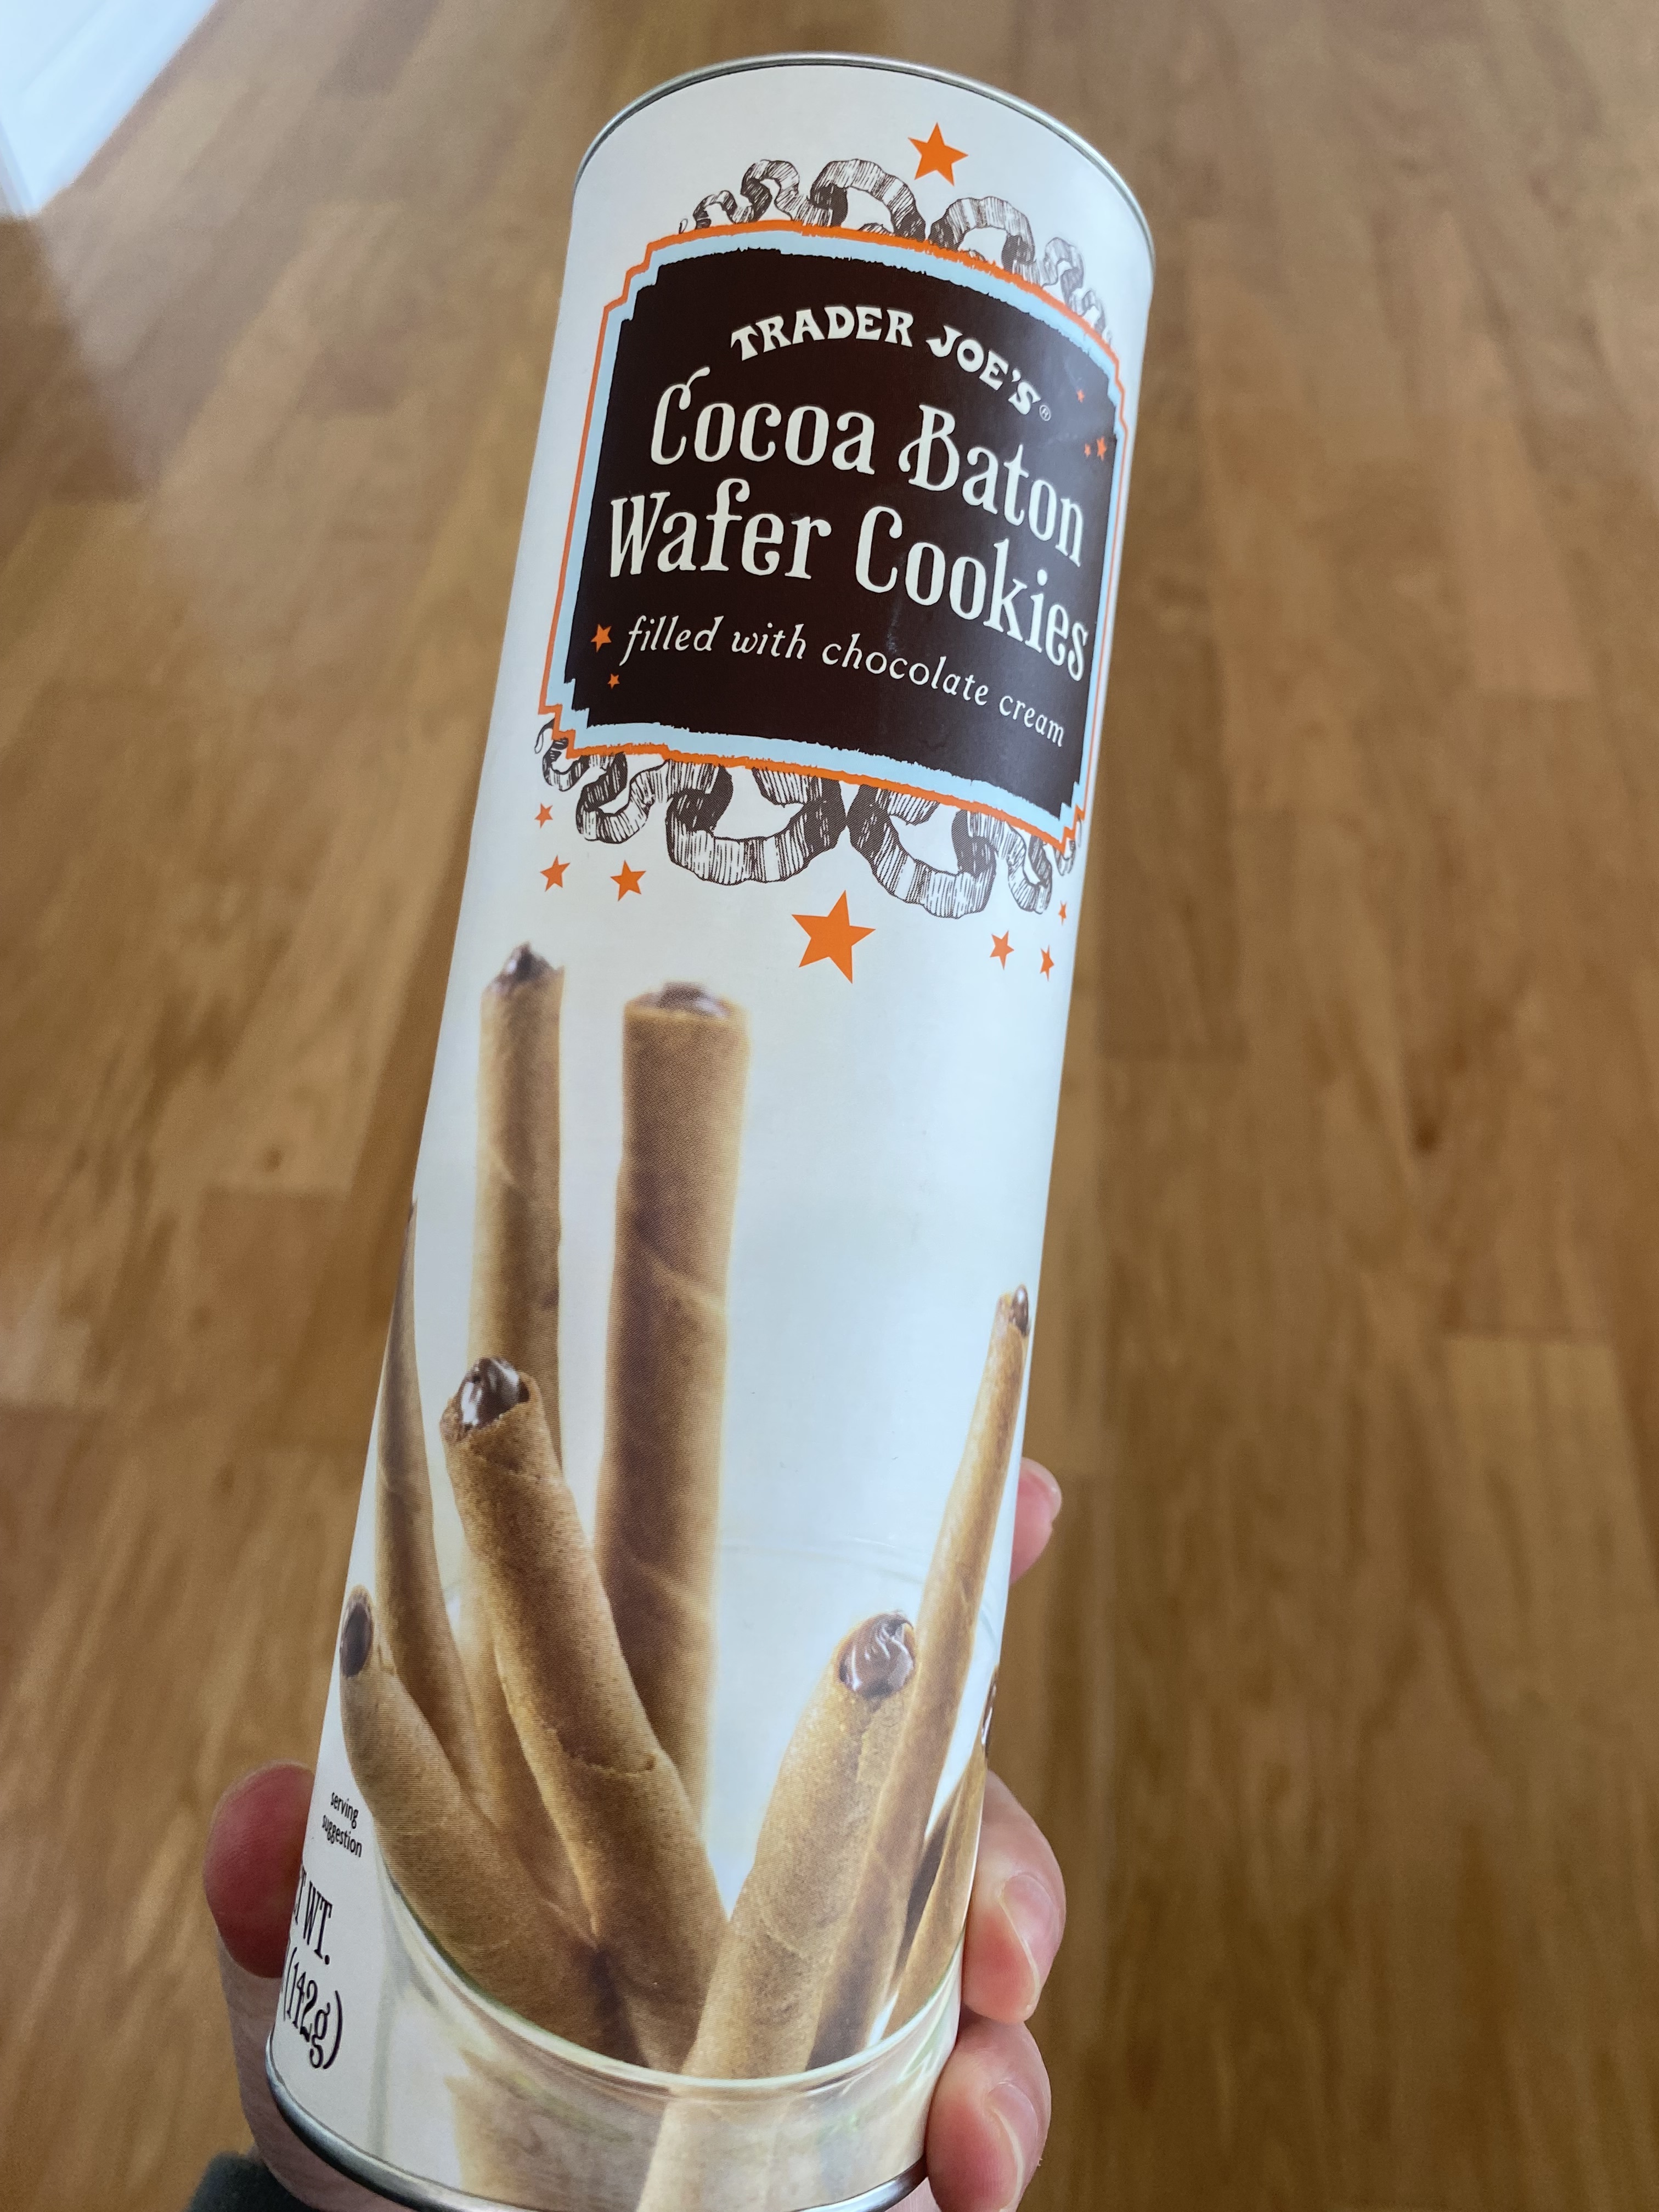 TRADER JOE'S®
Cocoa Baton
Wafer Cookies
filled with chocolate cream
serving
suggestion
WT.
(142g)